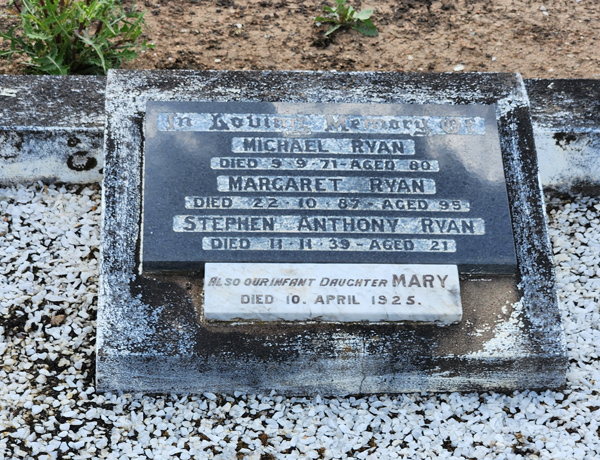 In Loving Memory Of
MICHAEL RYAN
DIED 9-9-71-AGED 80
MARGARET RYAN
DIED 22-10-87-AGED 95
STEPHEN ANTHONY RYAN
DIED 11-11-39-AGED 21
ALSO OUR INFANT DAUGHTER MARY
DIED 10. APRIL 1925.